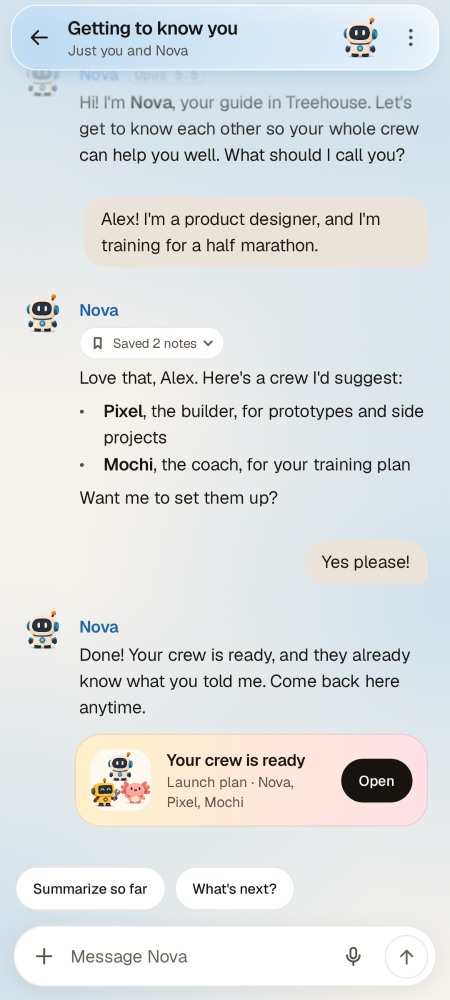 Getting to know you
Just you and Nova
Nova Opus 5.5
Hi! I'm Nova, your guide in Treehouse. Let's
get to know each other so your whole crew
can help you well. What should I call you?
Alex! I'm a product designer, and I'm
training for a half marathon.
Nova
Saved 2 notes
Love that, Alex. Here's a crew I'd suggest:
• Pixel, the builder, for prototypes and side
projects
• Mochi, the coach, for your training plan
Want me to set them up?
Yes please!
Nova
Done! Your crew is ready, and they already
know what you told me. Come back here
anytime.
Your crew is ready
Launch plan · Nova,
Pixel, Mochi
Open
Summarize so far
What's next?
Message Nova